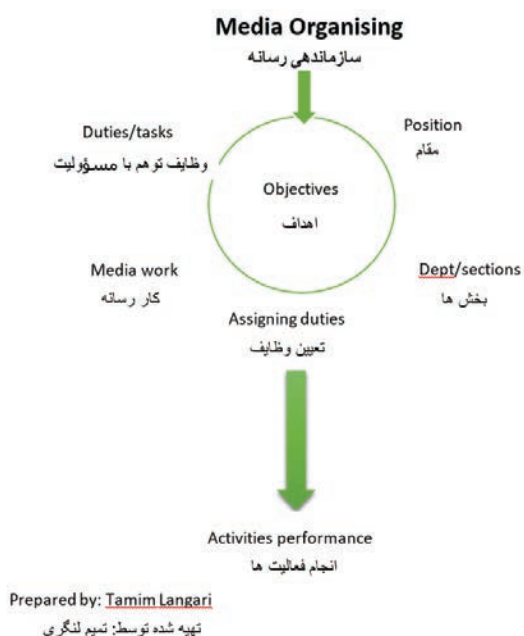 Media Organising
سازماندهی رسانه
Duties/tasks
وظایف توهم با مسؤولیت
Position
مقام
Objectives
اهداف
Media work
کار رسانه
Dept/sections
بخش ها
Assigning duties
تعیین وظایف
Activities performance
انجام فعالیت ها
Prepared by: Tamim Langari
تهیه شده توسط: تمیم لنگری